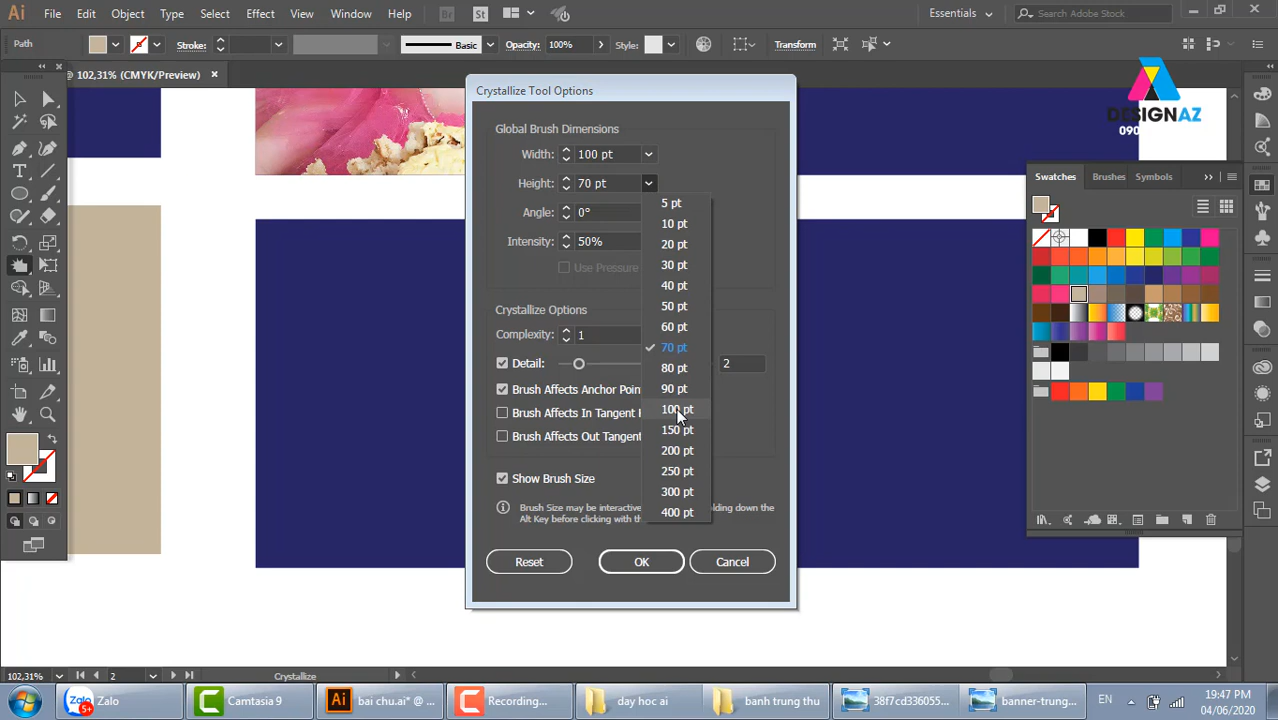 Ai File Edit Object Type Select Effect View Window Help Br St Essentials Search Adobe Stock
Path Stroke: Basic Opacity: 100% Style: Transform
@ 102,31% (CMYK/Preview)
DESIGNAZ
090
Crystallize Tool Options
Global Brush Dimensions
Width: 100 pt
Height: 70 pt
Angle: 0°
Intensity: 50%
Use Pressure
5 pt
10 pt
20 pt
30 pt
40 pt
50 pt
60 pt
70 pt
80 pt
90 pt
100 pt
150 pt
200 pt
250 pt
300 pt
400 pt
Crystallize Options
Complexity: 1
Detail: 2
Brush Affects Anchor Poin
Brush Affects In Tangent
Brush Affects Out Tangent
Show Brush Size
Brush Size may be interactive olding down the
Alt Key before clicking with th
Reset OK Cancel
Swatches Brushes Symbols
102,31% 2 Crystallize
Zalo 5+ Zalo
Camtasia 9
bai chu.ai* @ ...
Recording...
day hoc ai
banh trung thu
38f7cd336055...
banner-trung...
EN
19:47 PM
04/06/2020